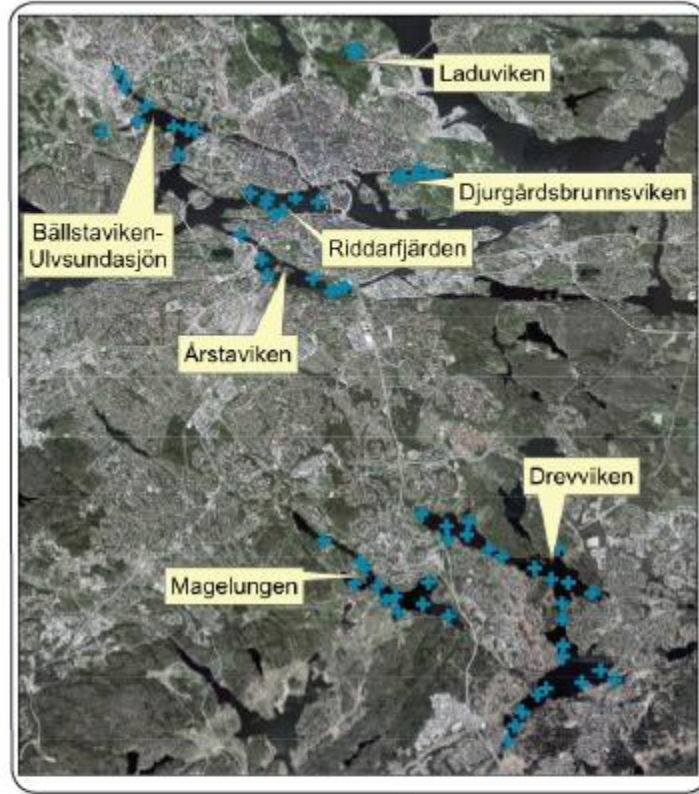 Laduviken
Djurgårdsbrunnsviken
Bällstaviken-
Ulvsundasjön
Riddarfjärden
Årstaviken
Drevviken
Magelungen